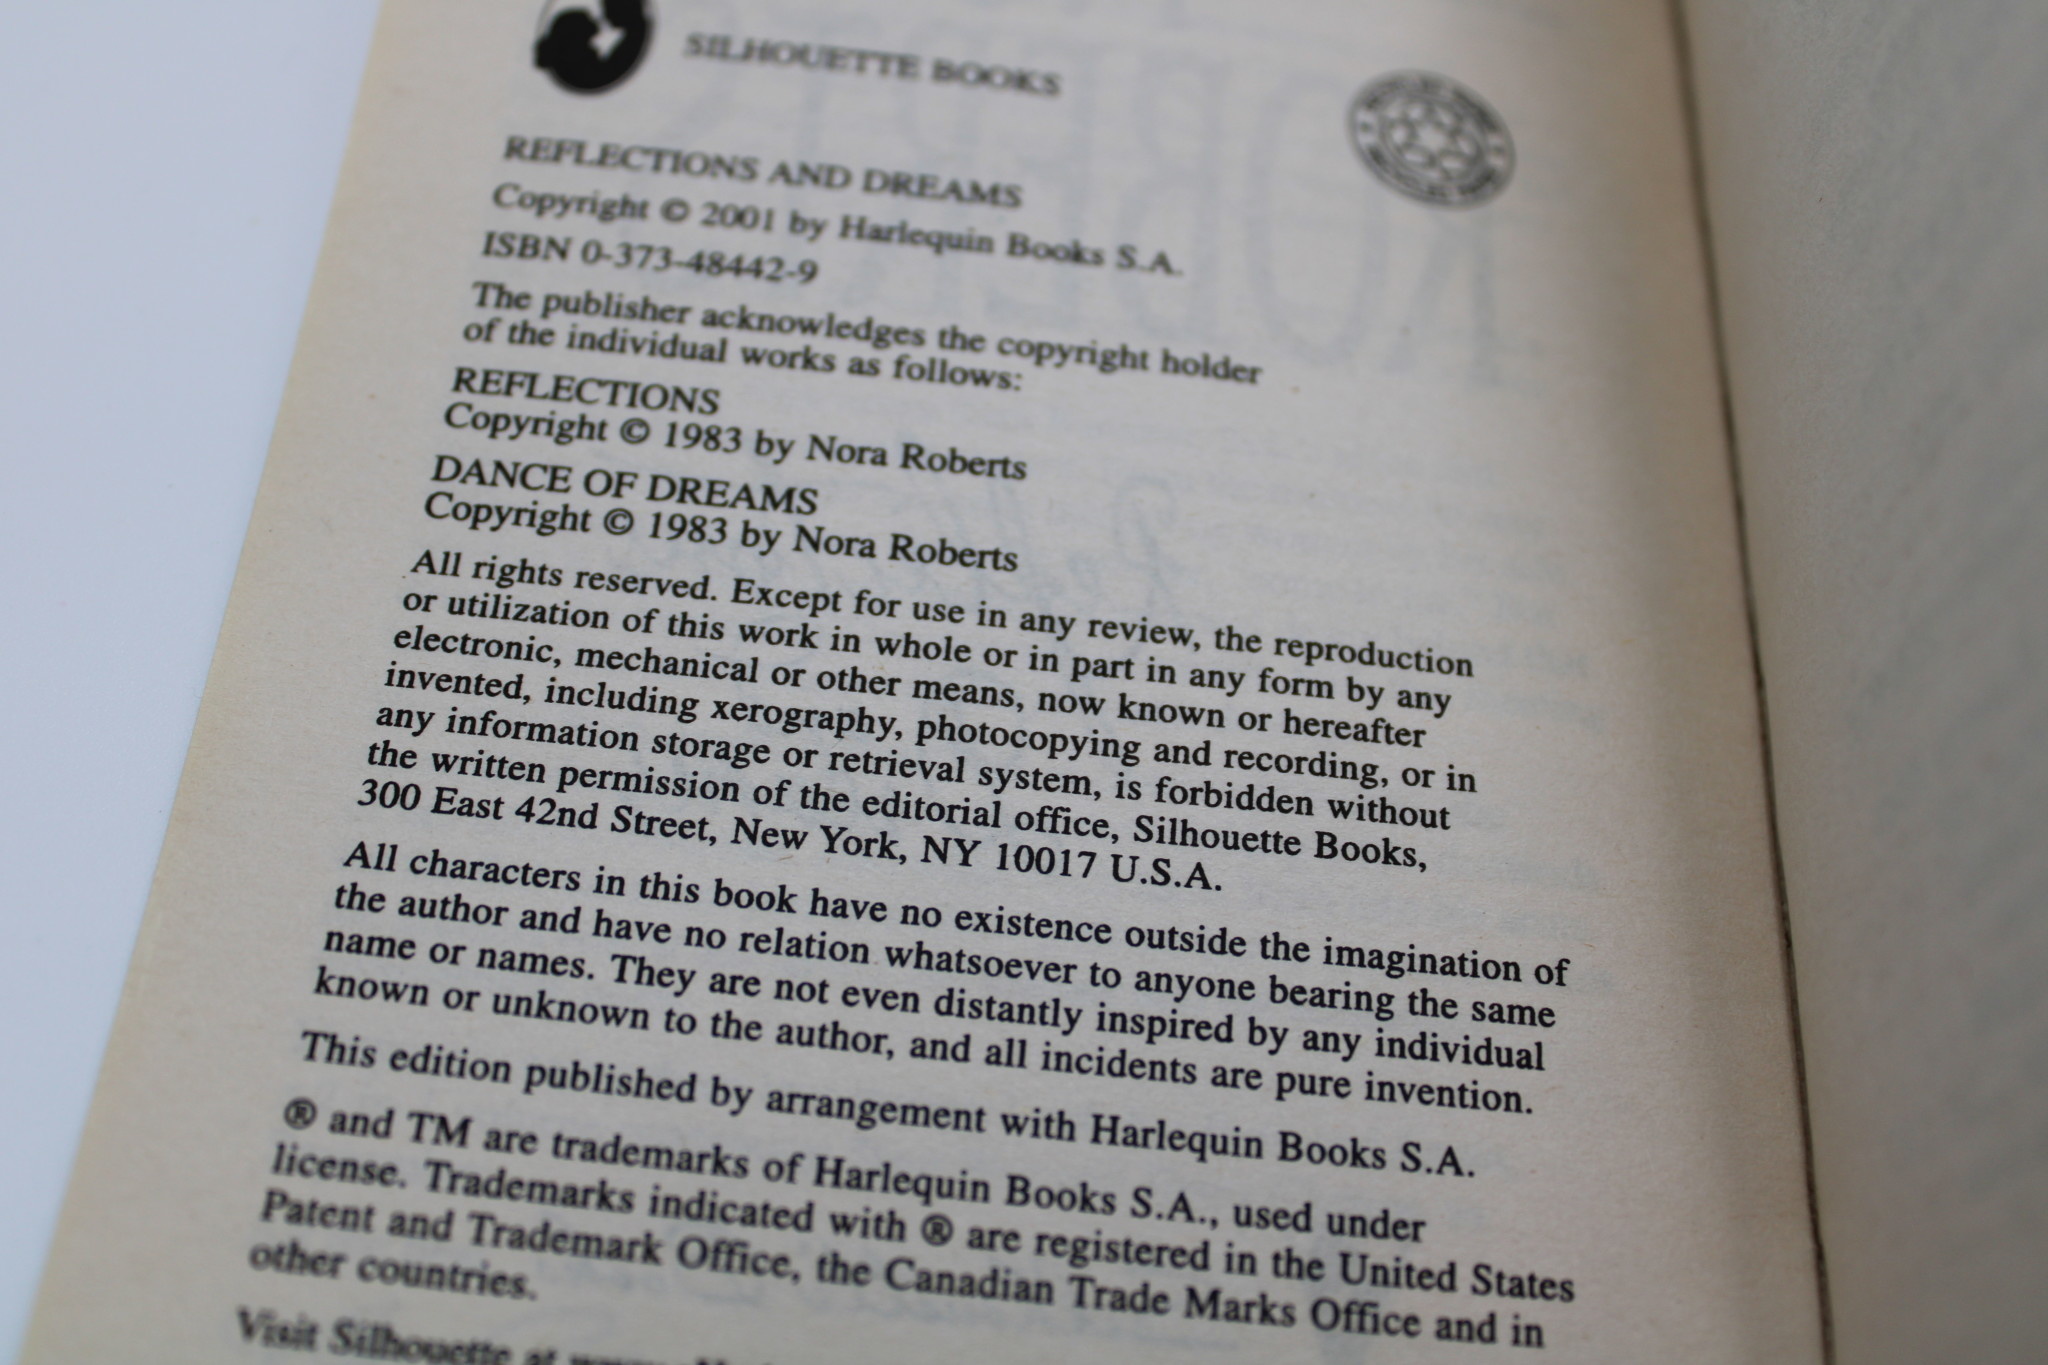 SILHOUETTE BOOKS
REFLECTIONS AND DREAMS
Copyright © 2001 by Harlequin Books S.A.
ISBN 0-373-48442-9
The publisher acknowledges the copyright holder
of the individual works as follows:
REFLECTIONS
Copyright © 1983 by Nora Roberts
DANCE OF DREAMS
Copyright © 1983 by Nora Roberts
All rights reserved. Except for use in any review, the reproduction
or utilization of this work in whole or in part in any form by any
electronic, mechanical or other means, now known or hereafter
invented, including xerography, photocopying and recording, or in
any information storage or retrieval system, is forbidden without
the written permission of the editorial office, Silhouette Books,
300 East 42nd Street, New York, NY 10017 U.S.A.
All characters in this book have no existence outside the imagination of
the author and have no relation whatsoever to anyone bearing the same
name or names. They are not even distantly inspired by any individual
known or unknown to the author, and all incidents are pure invention.
This edition published by arrangement with Harlequin Books S.A.
® and TM are trademarks of Harlequin Books S.A., used under
license. Trademarks indicated with ® are registered in the United States
Patent and Trademark Office, the Canadian Trade Marks Office and in
other countries.
Visit Silhouette at